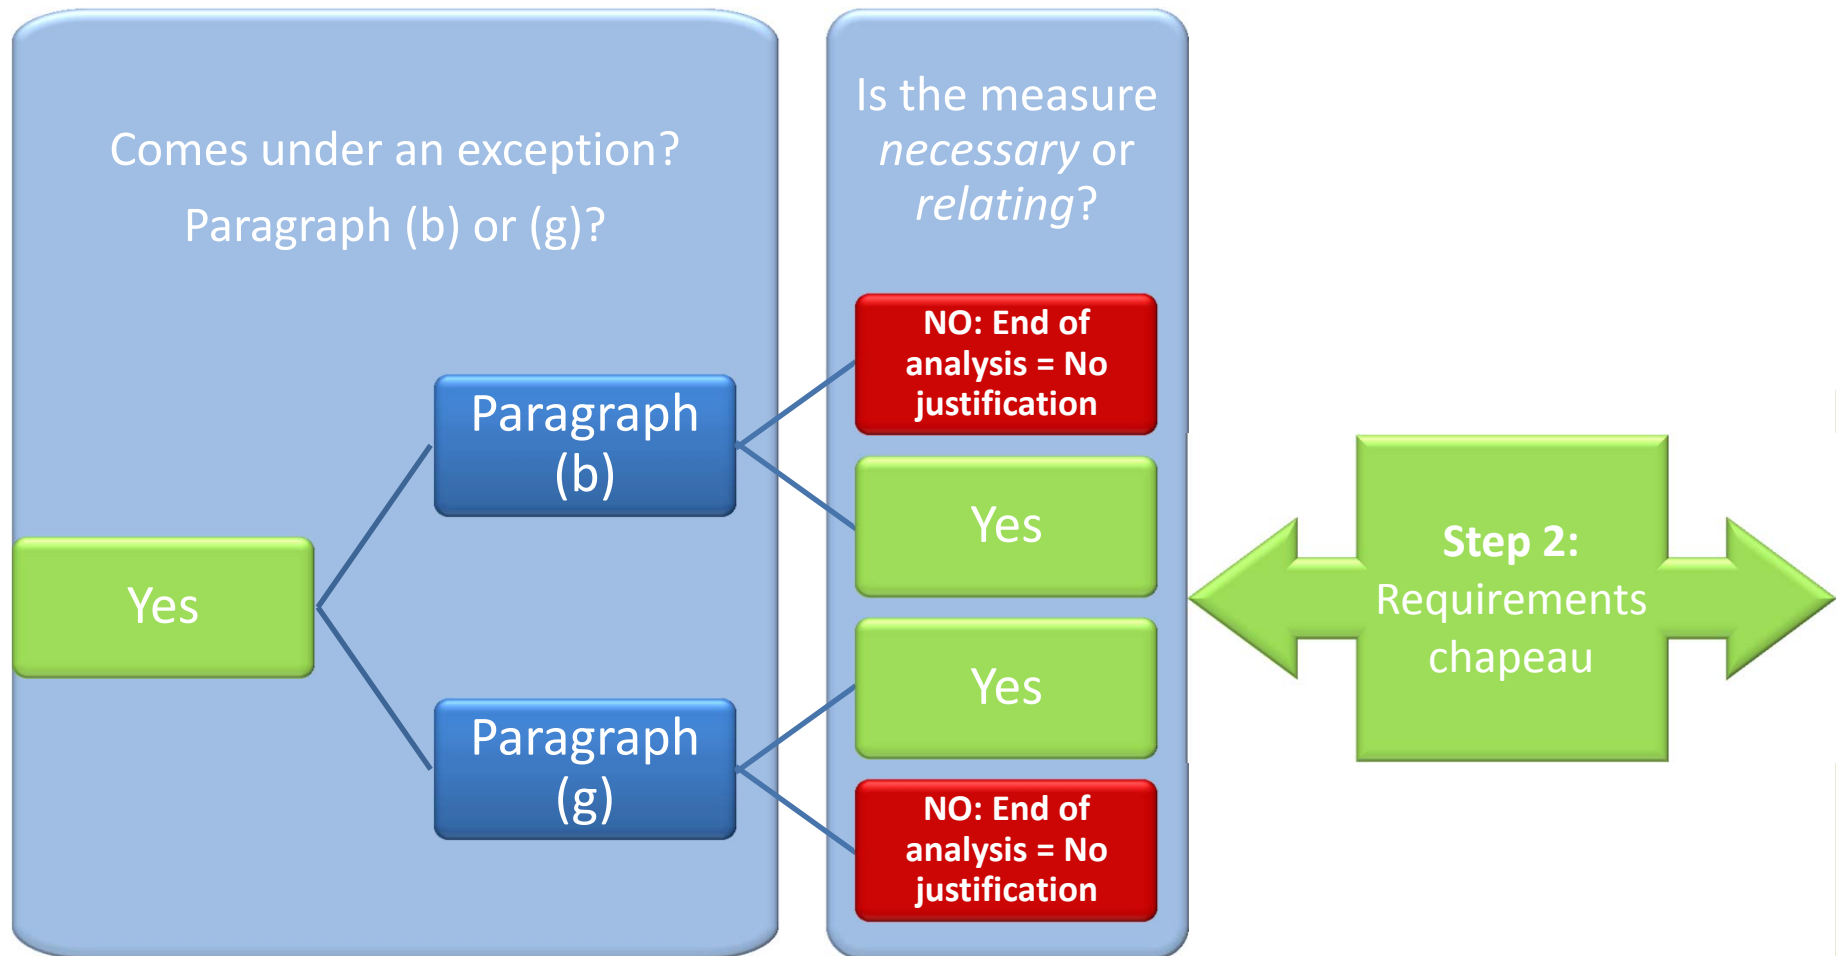 Comes under an exception?
Paragraph (b) or (g)?
Is the measure
necessary or
relating?
Yes
Paragraph
(b)
Paragraph
(g)
NO: End of
analysis = No
justification
Yes
Yes
NO: End of
analysis = No
justification
Step 2:
Requirements
chapeau